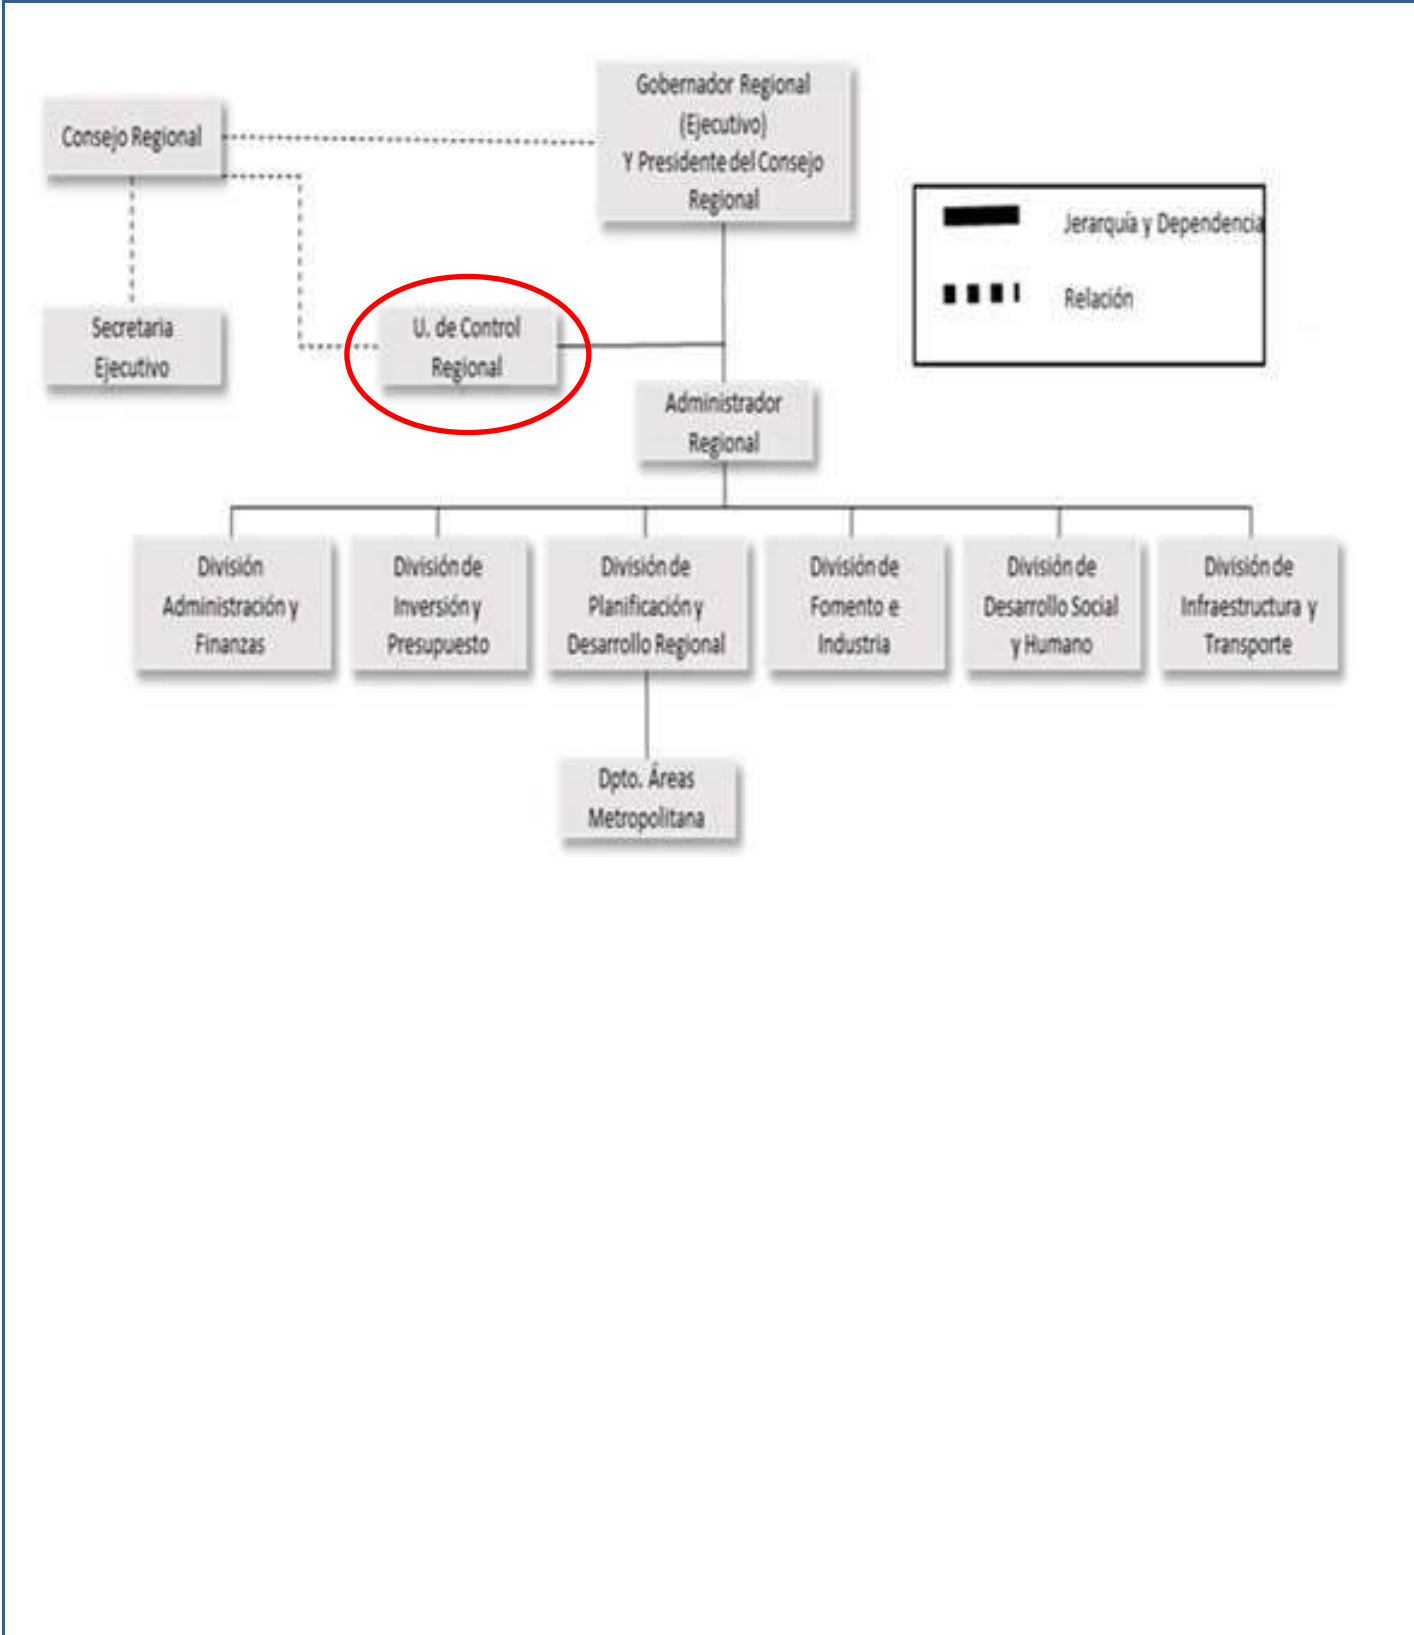 Gobernador Regional
(Ejecutivo)
Y Presidente del Consejo
Regional
Consejo Regional
Jerarquía y Dependencia
Relación
Secretaria
Ejecutivo
U. de Control
Regional
Administrador
Regional
División
Administración y
Finanzas
División de
Inversión y
Presupuesto
División de
Planificación y
Desarrollo Regional
División de
Fomento e
Industria
División de
Desarrollo Social
y Humano
División de
Infraestructura y
Transporte
Dpto. Áreas
Metropolitana